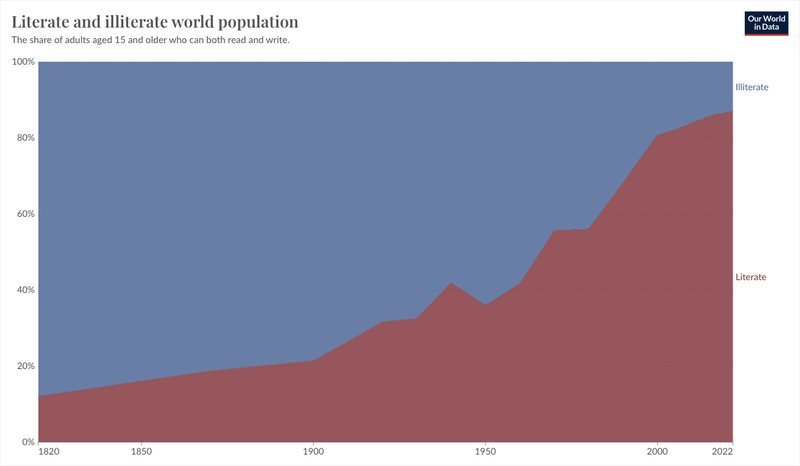 Literate and illiterate world population
The share of adults aged 15 and older who can both read and write.
Our World
in Data
100%
80%
60%
40%
20%
0%
Illiterate
Literate
1820
1850
1900
1950
2000
2022